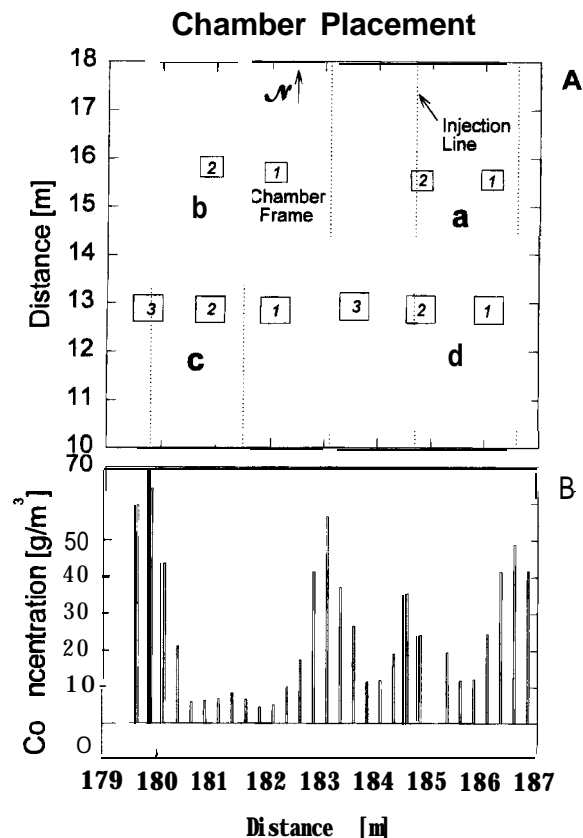 Chamber Placement
A
18
17
16
15
14
13
12
11
10
Distance [m]
N
Injection
Line
2 1
Chamber
Frame
b
2 1
a
3 2 1 3 2 1
c d
B
70
50
40
30
20
10
O
Co ncentration [g/m³
179 180 181 182 183 184 185 186 187
Distance [m]